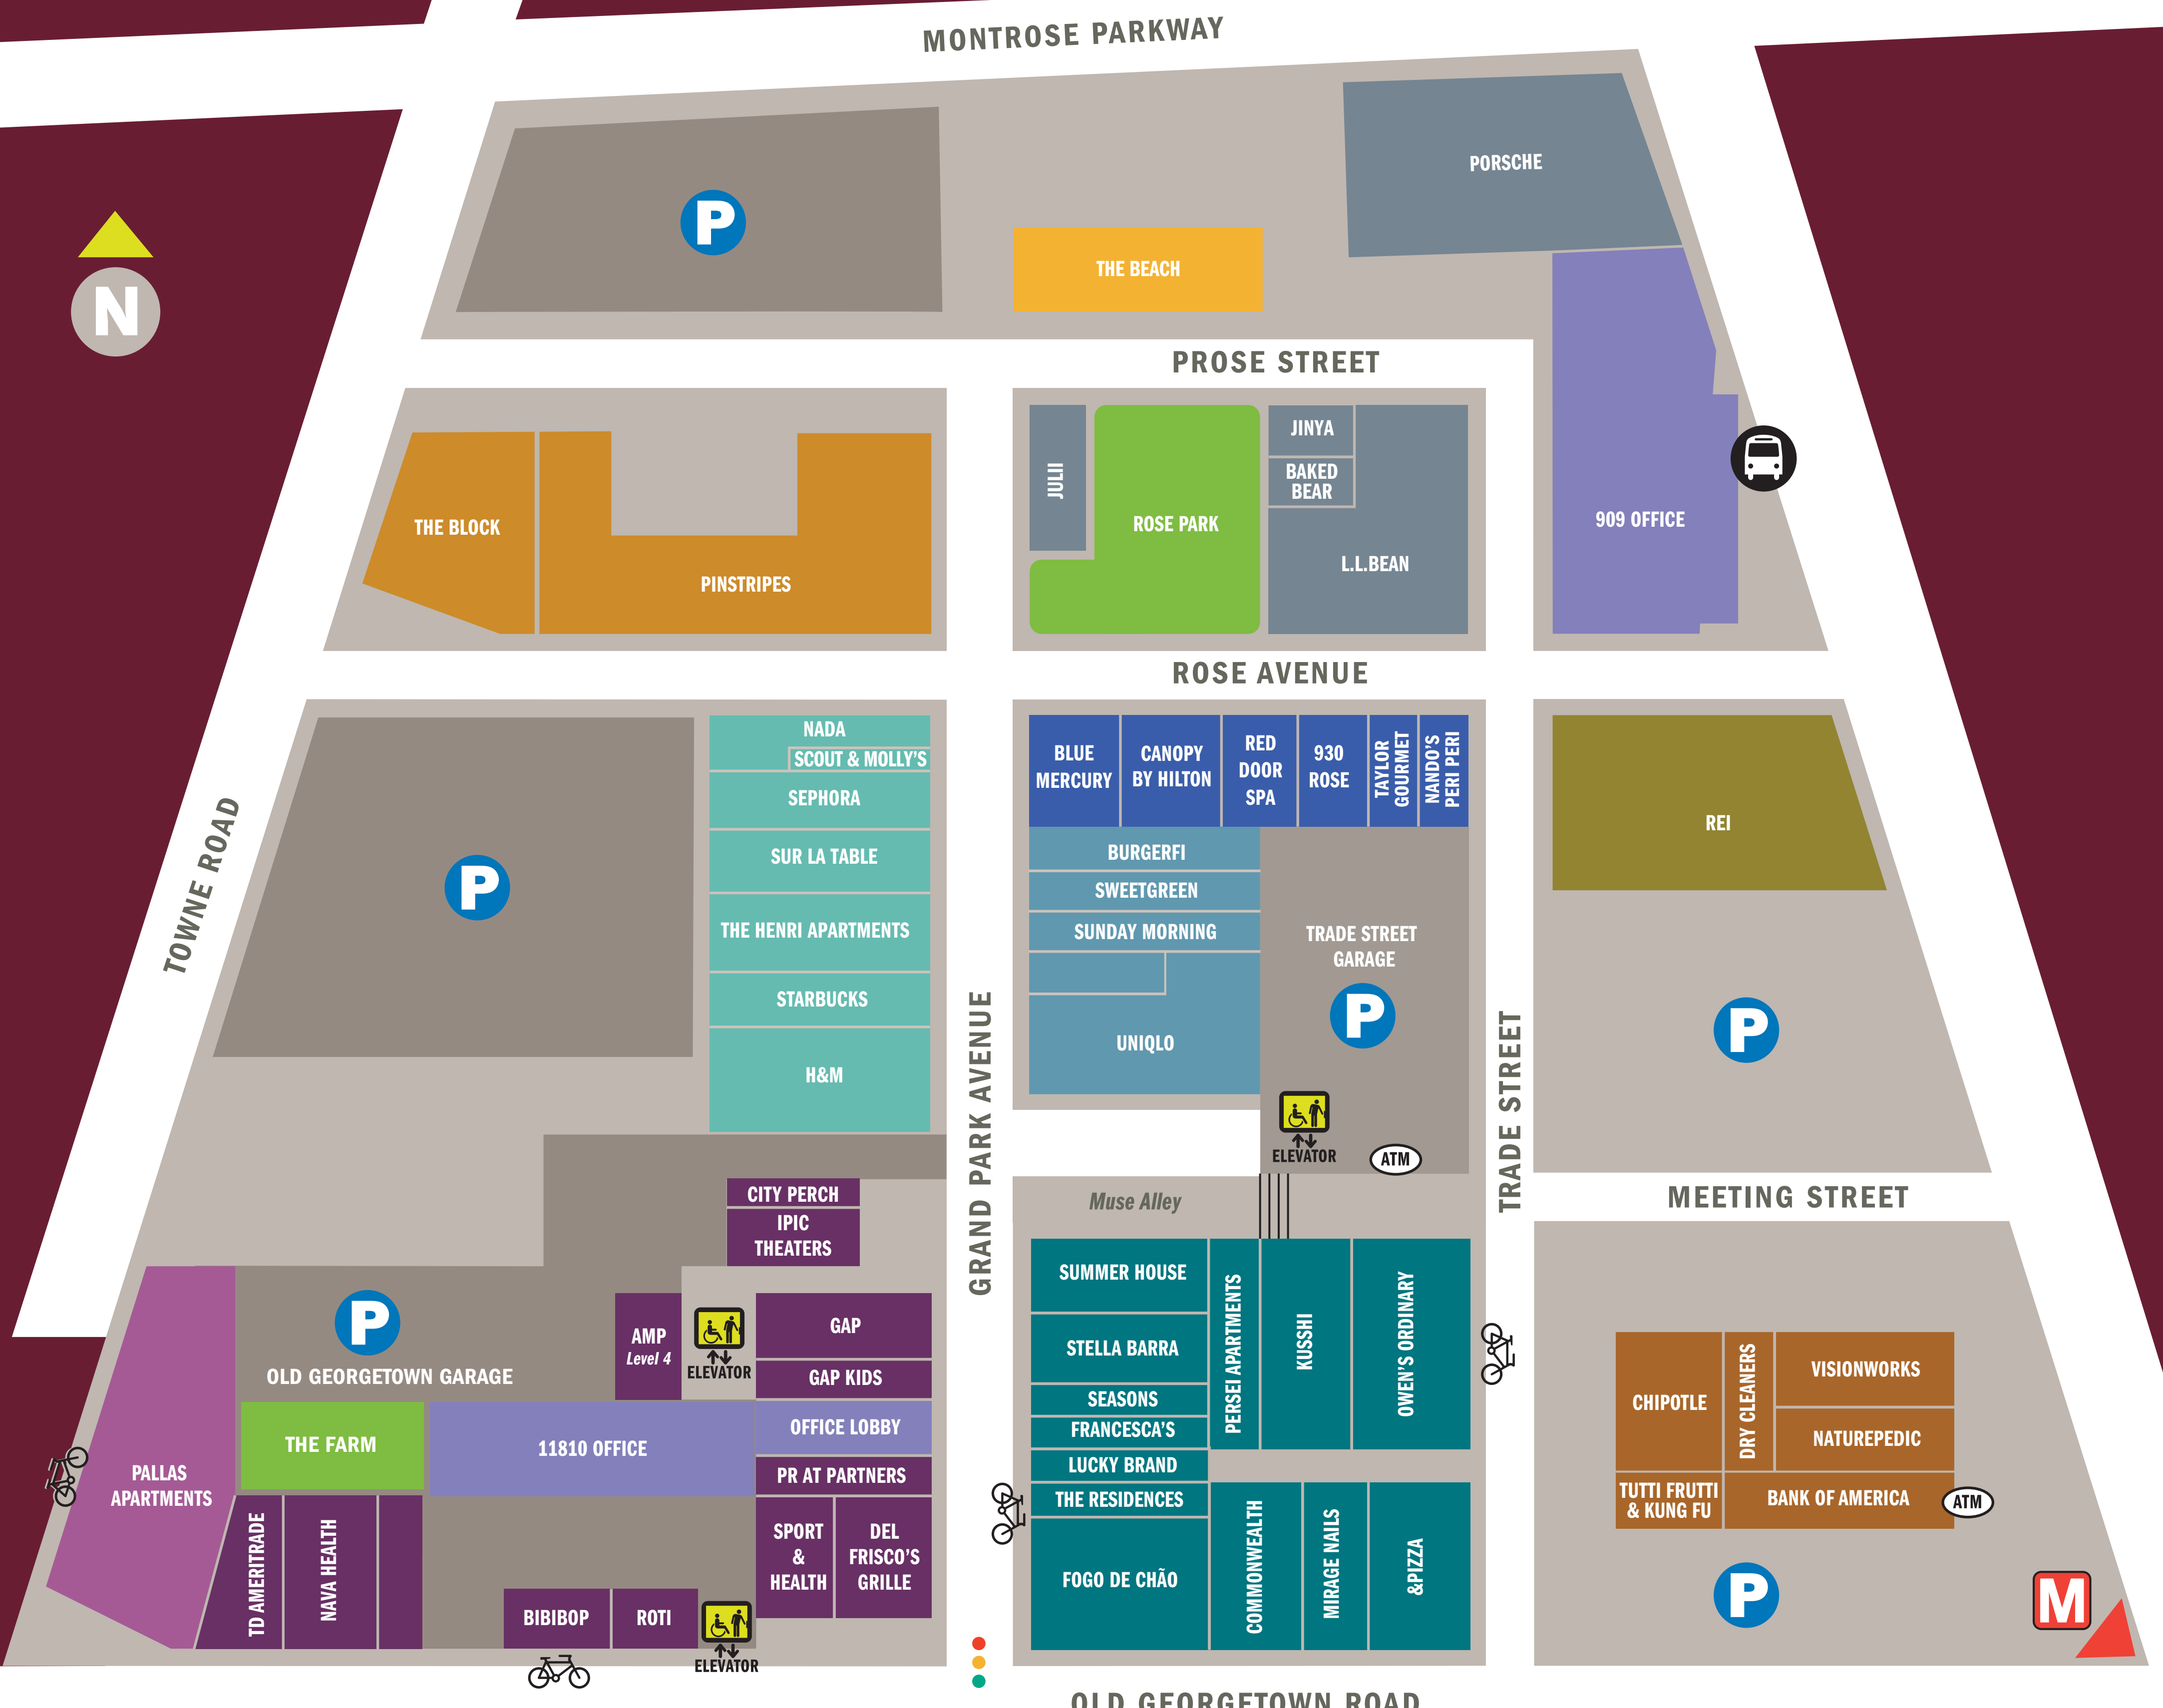 MONTROSE PARKWAY
PORSCHE
P
THE BEACH
N
PROSE STREET
JULII
JINYA
BAKED
BEAR
ROSE PARK
L.L.BEAN
909 OFFICE
THE BLOCK
PINSTRIPES
ROSE AVENUE
NADA
SCOUT & MOLLY'S
SEPHORA
SUR LA TABLE
THE HENRI APARTMENTS
STARBUCKS
H&M
P
TOWNE ROAD
BLUE
MERCURY
CANOPY
BY HILTON
RED
DOOR
SPA
930
ROSE
TAYLOR
GOURMET
NANDO'S
PERI PERI
BURGERFI
SWEETGREEN
SUNDAY MORNING
UNIQLO
TRADE STREET
GARAGE
P
ELEVATOR
ATM
REI
P
GRAND PARK AVENUE
TRADE STREET
MEETING STREET
Muse Alley
CITY PERCH
IPIC
THEATERS
P
OLD GEORGETOWN GARAGE
AMP
Level 4
ELEVATOR
GAP
GAP KIDS
OFFICE LOBBY
PR AT PARTNERS
SPORT
&
HEALTH
DEL
FRISCO'S
GRILLE
THE FARM
11810 OFFICE
PALLAS
APARTMENTS
TD AMERITRADE
NAVA HEALTH
BIBIBOP
ROTI
ELEVATOR
SUMMER HOUSE
STELLA BARRA
SEASONS
FRANCESCA'S
LUCKY BRAND
THE RESIDENCES
FOGO DE CHÃO
PERSEI APARTMENTS
KUSSHI
OWEN'S ORDINARY
COMMONWEALTH
MIRAGE NAILS
&PIZZA
CHIPOTLE
DRY CLEANERS
VISIONWORKS
NATUREPEDIC
TUTTI FRUTTI
& KUNG FU
BANK OF AMERICA
ATM
P
M
OLD GEORGETOWN ROAD